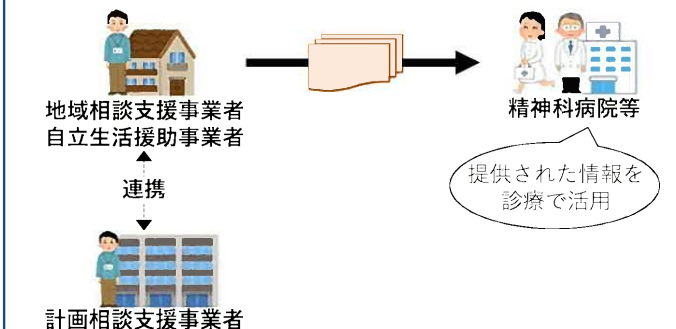 地域相談支援事業者
自立生活援助事業者
精神科病院等
連携
提供された情報を
診療で活用
計画相談支援事業者